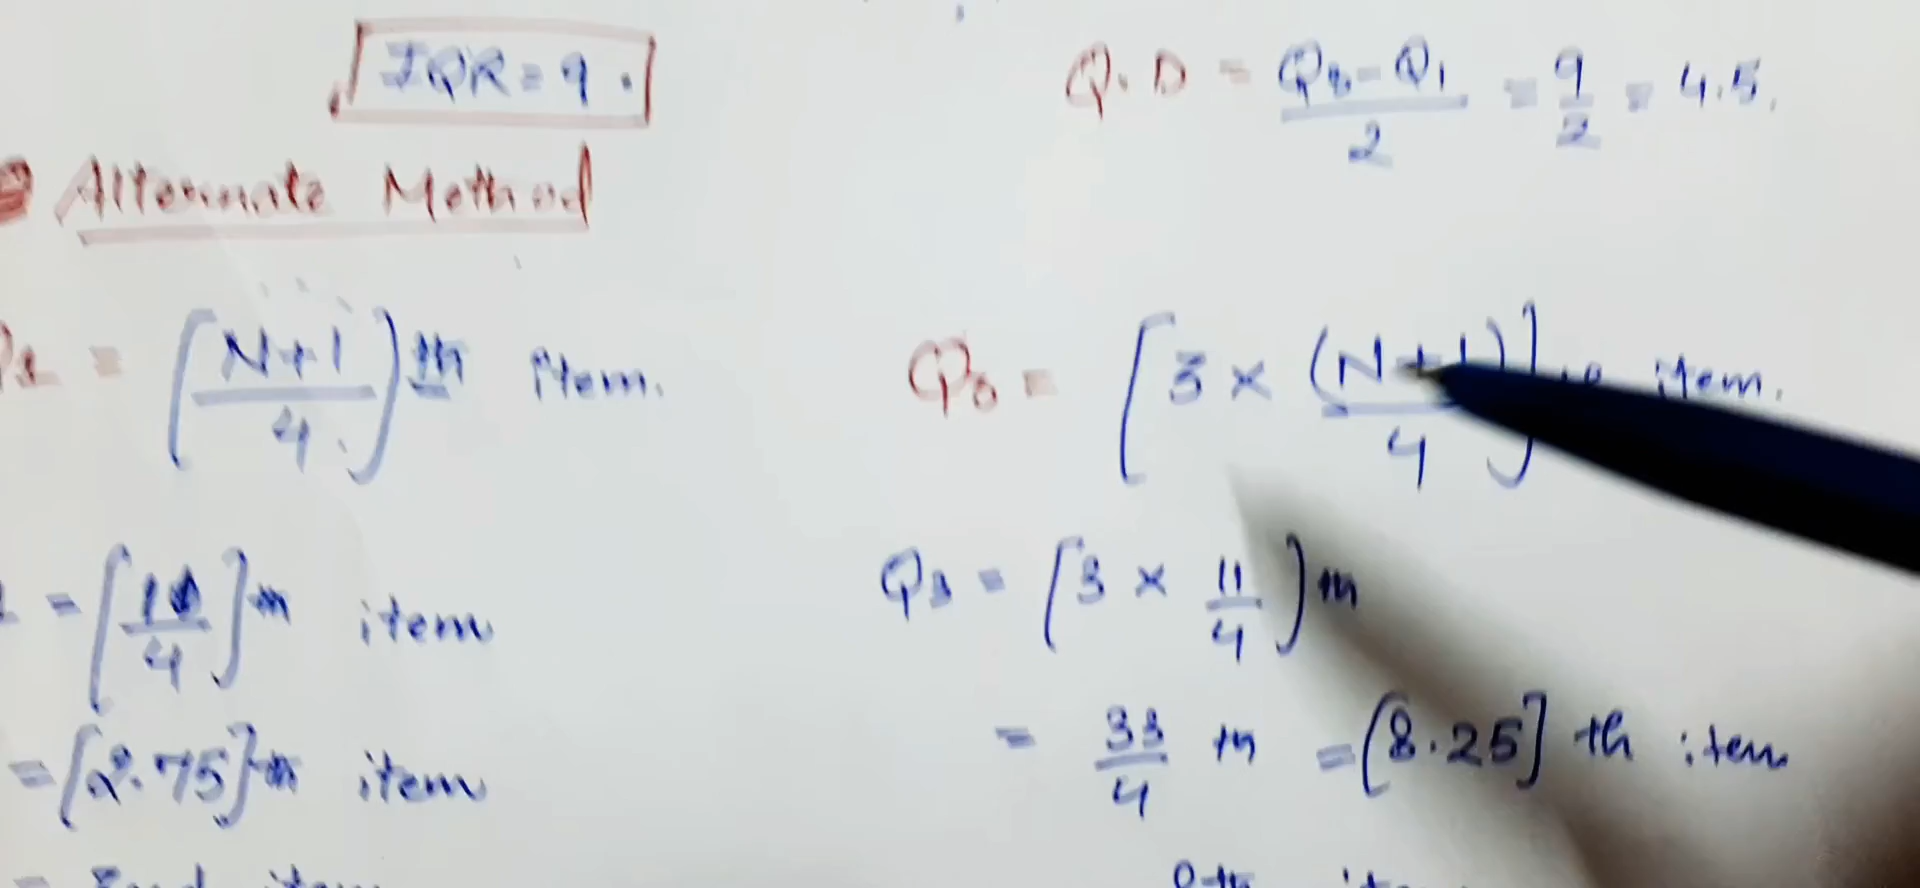 IQR = 9.
Q.D = Q3 - Q1 / 2 = 9/2 = 4.5.
Alternate Method
= (N+1 / 4) th item.
Q3 = [3 × (N+1) / 4] item.
= [11/4] th item
Q3 = [3 × 11/4] th
= [2.75] th item
= 33/4 th = [8.25] th item